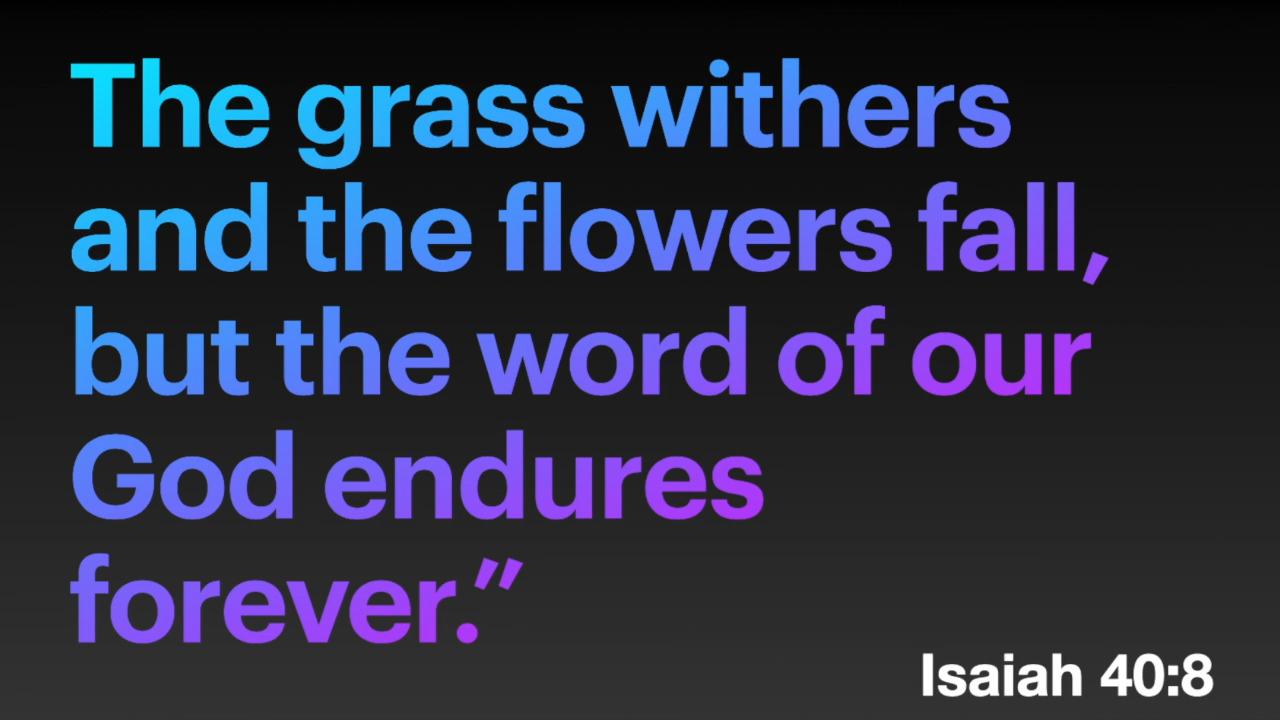 The grass withers
and the flowers fall,
but the word of our
God endures
forever.”
Isaiah 40:8